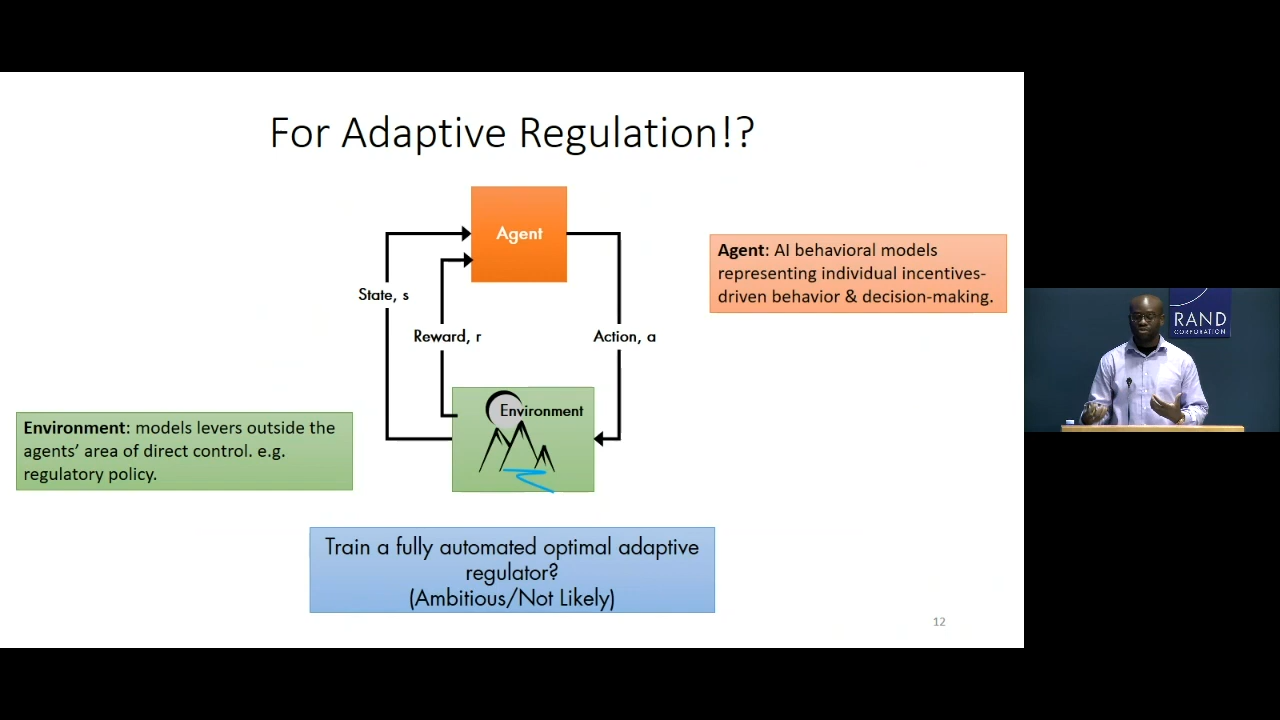 For Adaptive Regulation!?
Agent
Agent: AI behavioral models
representing individual incentives-
driven behavior & decision-making.
State, s
Reward, r
Action, a
Environment
Environment: models levers outside the
agents' area of direct control. e.g.
regulatory policy.
Train a fully automated optimal adaptive
regulator?
(Ambitious/Not Likely)
12
RAND
CORPORATION